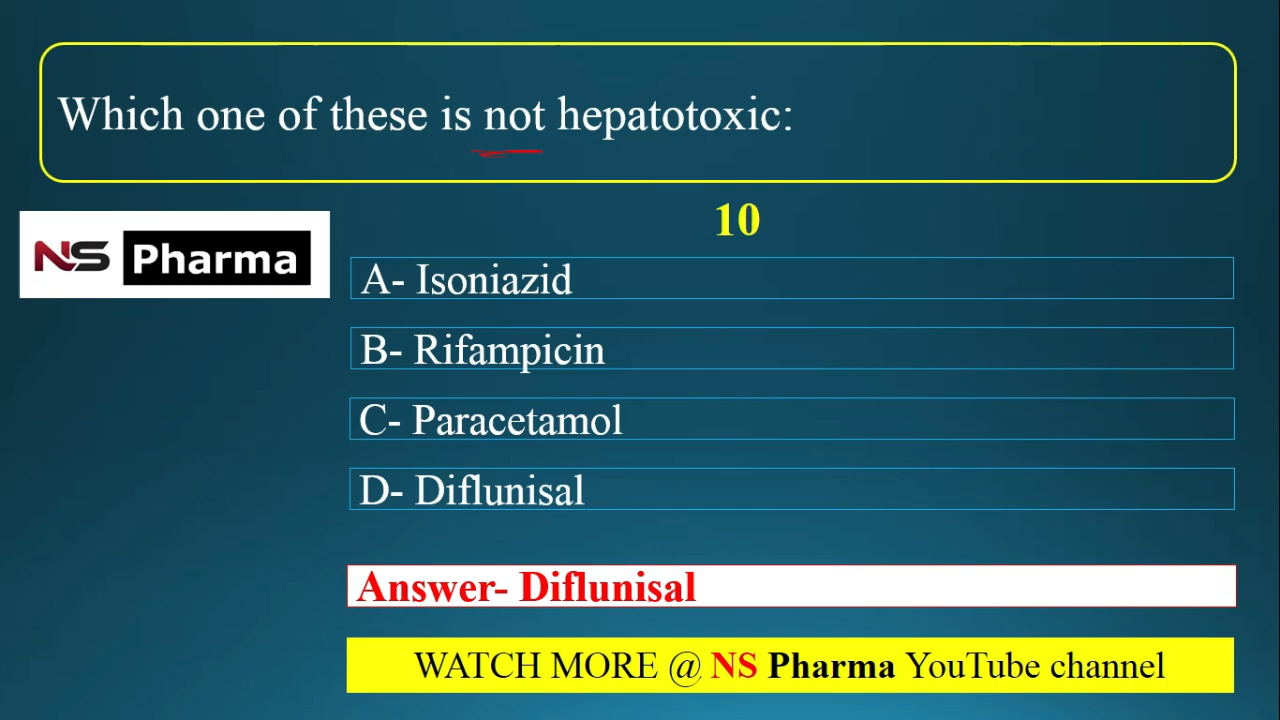 Which one of these is not hepatotoxic:
NS Pharma
10
A- Isoniazid
B- Rifampicin
C- Paracetamol
D- Diflunisal
Answer- Diflunisal
WATCH MORE @ NS Pharma YouTube channel